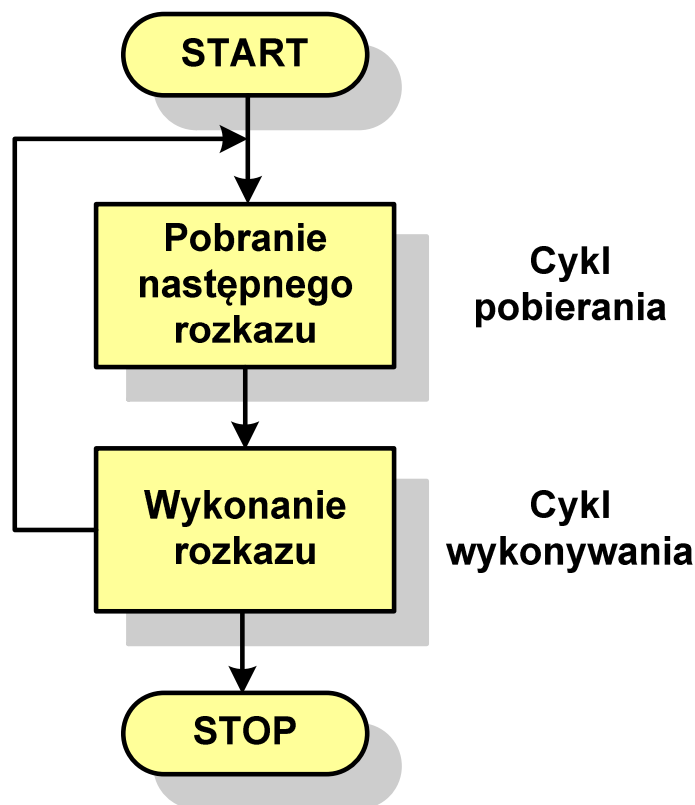 START
Pobranie
następnego
rozkazu
Cykl
pobierania
Wykonanie
rozkazu
Cykl
wykonywania
STOP